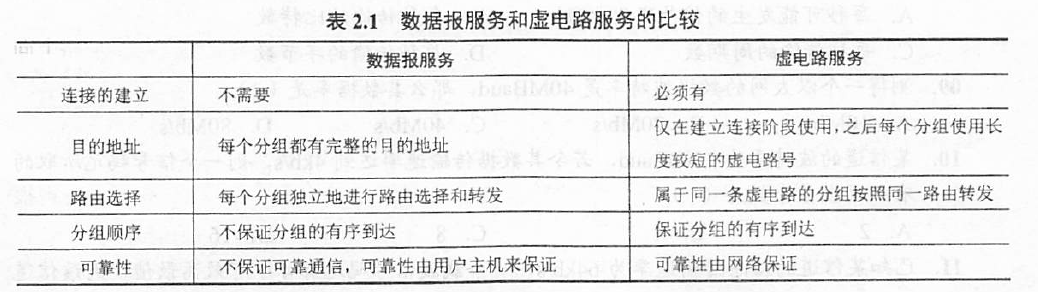 表 2.1 数据报服务和虚电路服务的比较
数据报服务 虚电路服务
连接的建立 不需要 必须有
目的地址 每个分组都有完整的目的地址 仅在建立连接阶段使用，之后每个分组使用长
度较短的虚电路号
路由选择 每个分组独立地进行路由选择和转发 属于同一条虚电路的分组按照同一路由转发
分组顺序 不保证分组的有序到达 保证分组的有序到达
可靠性 不保证可靠通信，可靠性由用户主机来保证 可靠性由网络保证